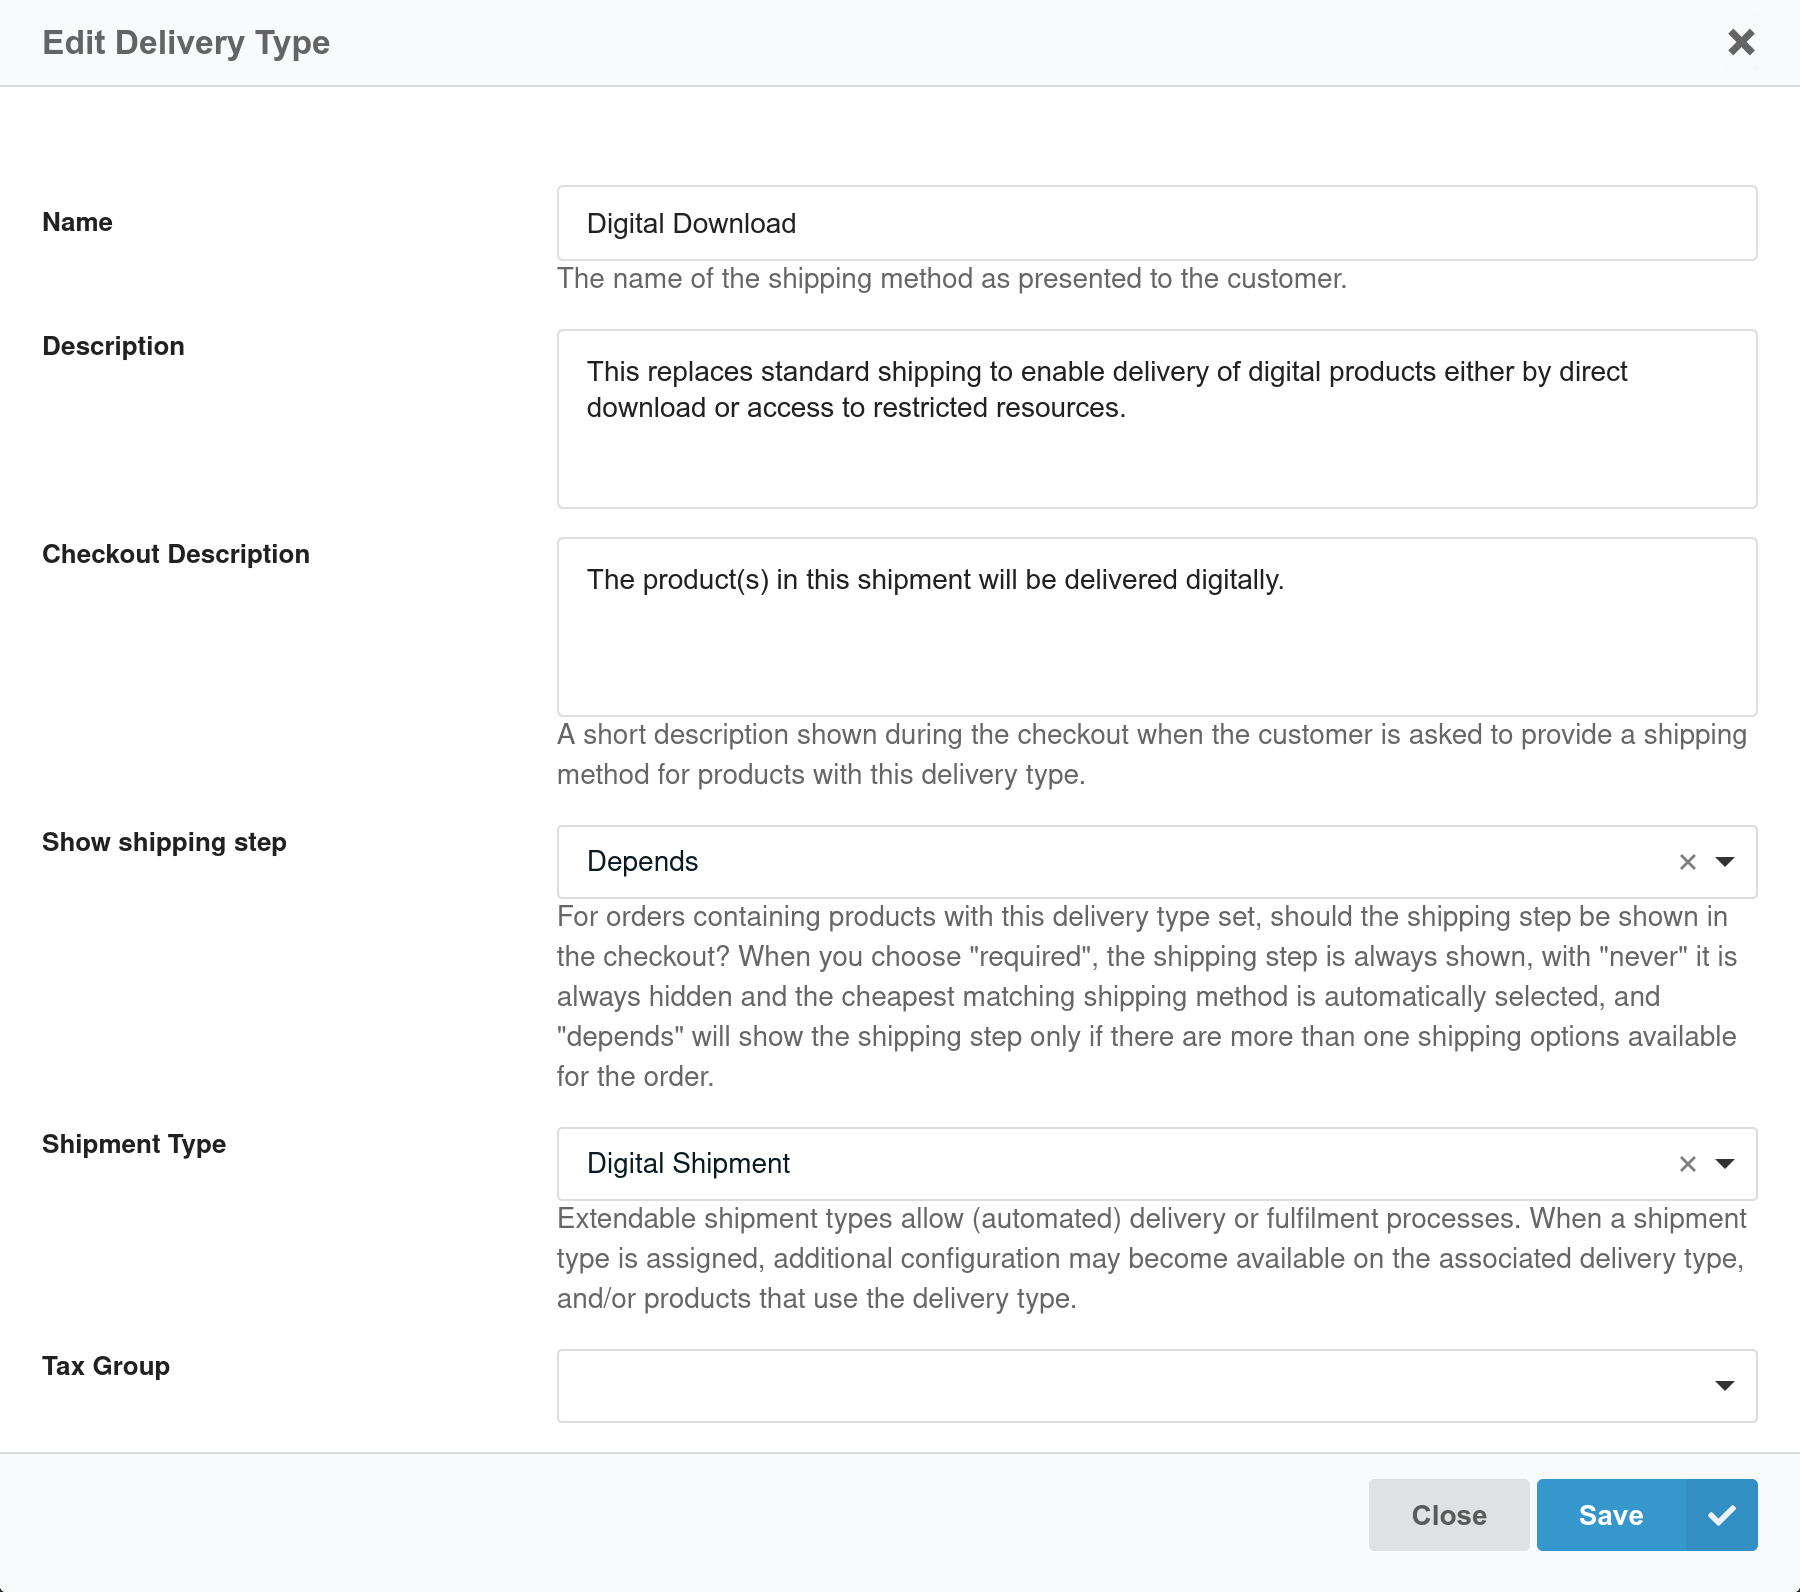 Edit Delivery Type
Name
Digital Download
The name of the shipping method as presented to the customer.
Description
This replaces standard shipping to enable delivery of digital products either by direct
download or access to restricted resources.
Checkout Description
The product(s) in this shipment will be delivered digitally.
A short description shown during the checkout when the customer is asked to provide a shipping
method for products with this delivery type.
Show shipping step
Depends
For orders containing products with this delivery type set, should the shipping step be shown in
the checkout? When you choose "required", the shipping step is always shown, with "never" it is
always hidden and the cheapest matching shipping method is automatically selected, and
"depends" will show the shipping step only if there are more than one shipping options available
for the order.
Shipment Type
Digital Shipment
Extendable shipment types allow (automated) delivery or fulfilment processes. When a shipment
type is assigned, additional configuration may become available on the associated delivery type,
and/or products that use the delivery type.
Tax Group
Close
Save